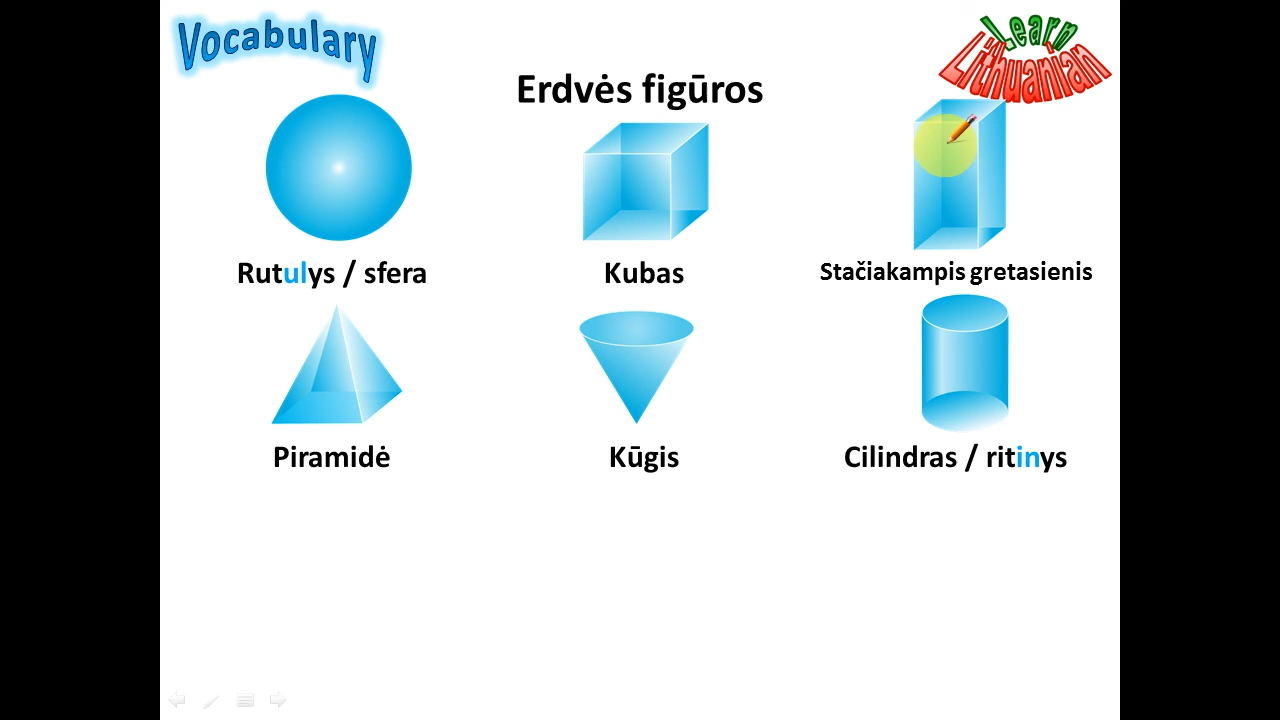 Vocabulary
Learn
Lithuanian
Erdvės figūros
Rutulys / sfera
Kubas
Stačiakampis gretasienis
Piramidė
Kūgis
Cilindras / ritinys